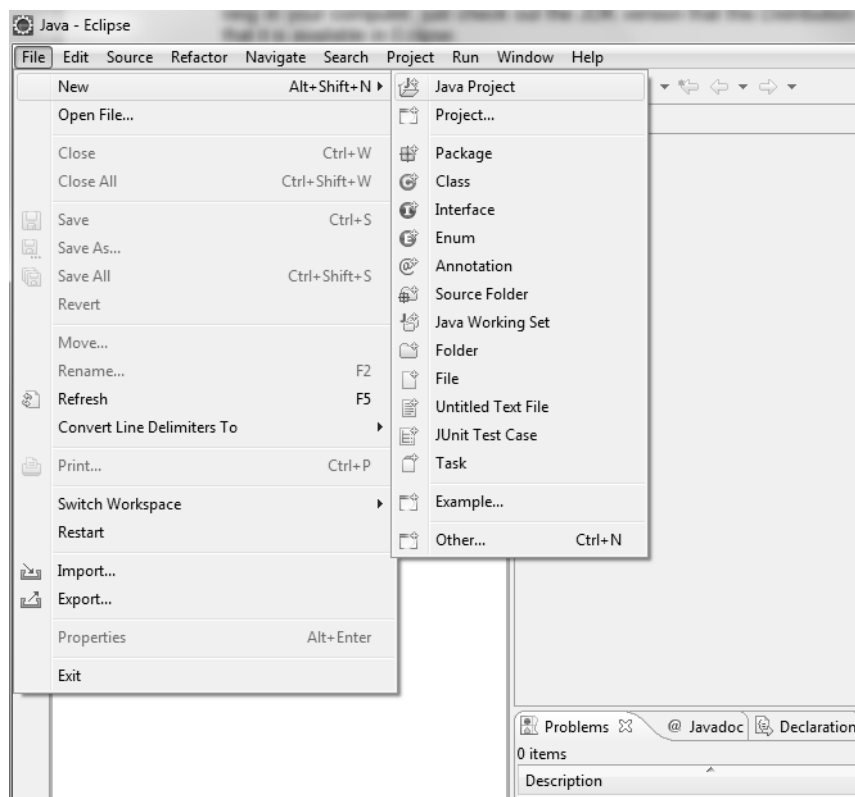 Java - Eclipse
File Edit Source Refactor Navigate Search Project Run Window Help
New Alt+Shift+N
Open File...
Close Ctrl+W
Close All Ctrl+Shift+W
Save Ctrl+S
Save As...
Save All Ctrl+Shift+S
Revert
Move...
Rename... F2
Refresh F5
Convert Line Delimiters To
Print... Ctrl+P
Switch Workspace
Restart
Import...
Export...
Properties Alt+Enter
Exit
Java Project
Project...
Package
Class
Interface
Enum
Annotation
Source Folder
Java Working Set
Folder
File
Untitled Text File
JUnit Test Case
Task
Example...
Other... Ctrl+N
Problems @ Javadoc Declaration
0 items
Description